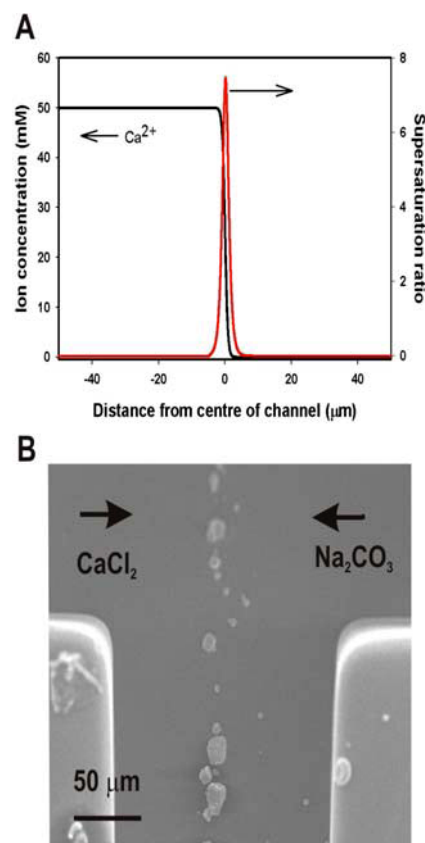 A
Ion concentration (mM)
60
50
40
30
20
10
0
Ca2+
8
6
4
2
0
Supersaturation ratio
-40
-20
0
20
40
Distance from centre of channel (μm)
B
CaCl2
Na2CO3
50 μm